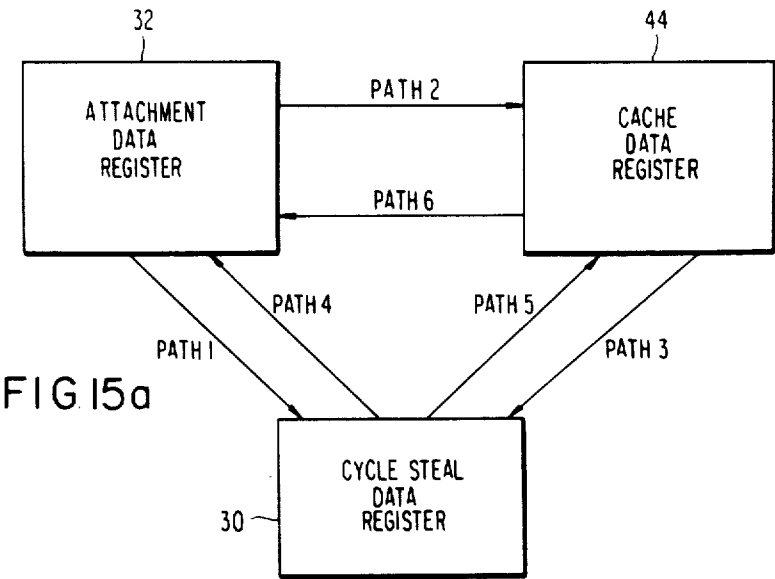 32
44
ATTACHMENT
DATA
REGISTER
PATH 2
CACHE
DATA
REGISTER
PATH 6
PATH 4
PATH 5
PATH 1
PATH 3
FIG.15a
CYCLE STEAL
DATA
REGISTER
30